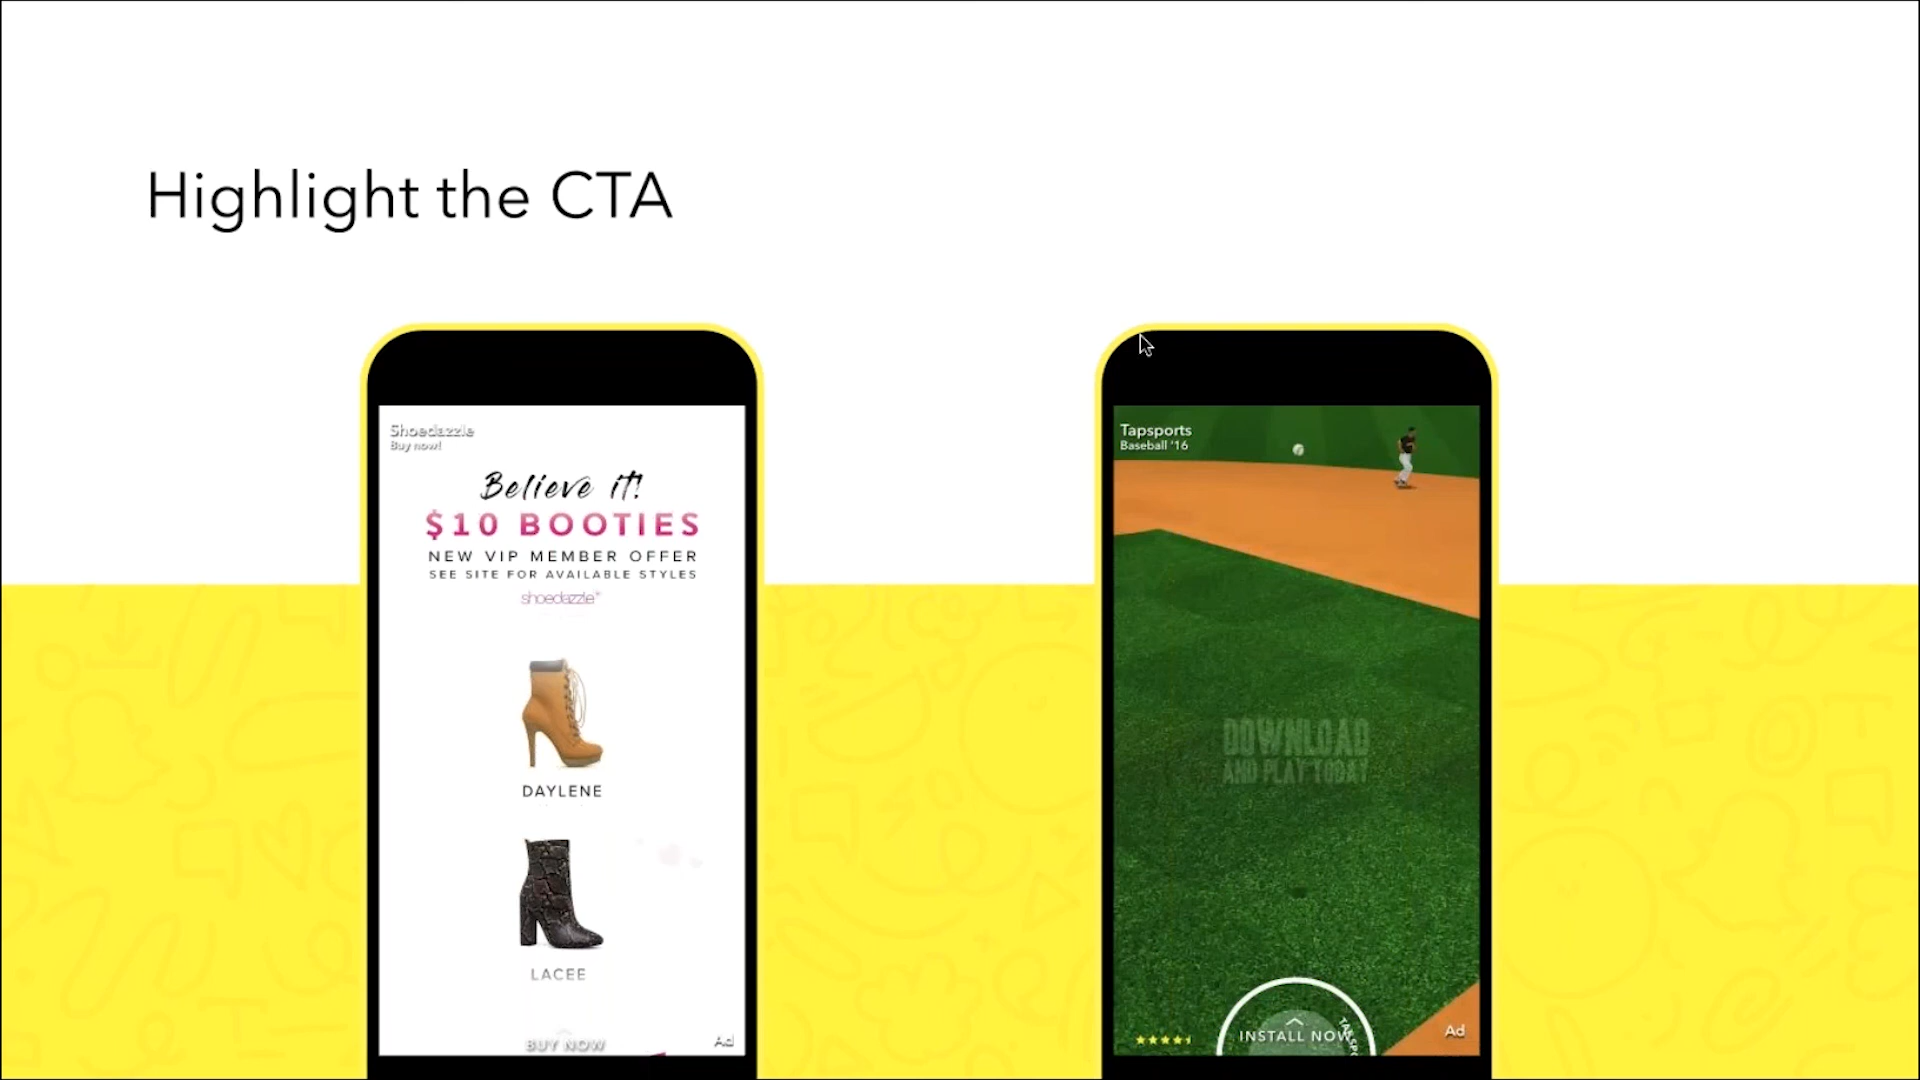 Highlight the CTA
Shoedazzle
Buy now!
Believe it!
$10 BOOTIES
NEW VIP MEMBER OFFER
SEE SITE FOR AVAILABLE STYLES
shoedazzle
DAYLENE
LACEE
BUY NOW
Ad
Tapsports
Baseball '16
DOWNLOAD
AND PLAY TODAY
INSTALL NOW
Ad